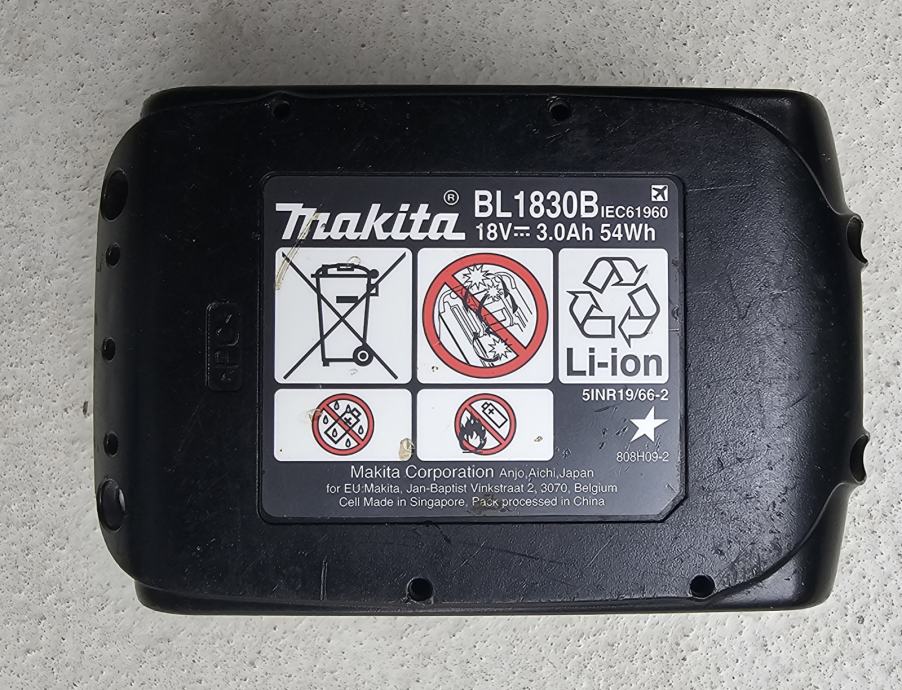 Makita® BL1830B IEC61960
18V⎓ 3.0Ah 54Wh
Li-ion
5INR19/66-2
808H09-2
Makita Corporation Anjo,Aichi,Japan
for EU:Makita, Jan-Baptist Vinkstraat 2, 3070, Belgium
Cell Made in Singapore, Pack processed in China